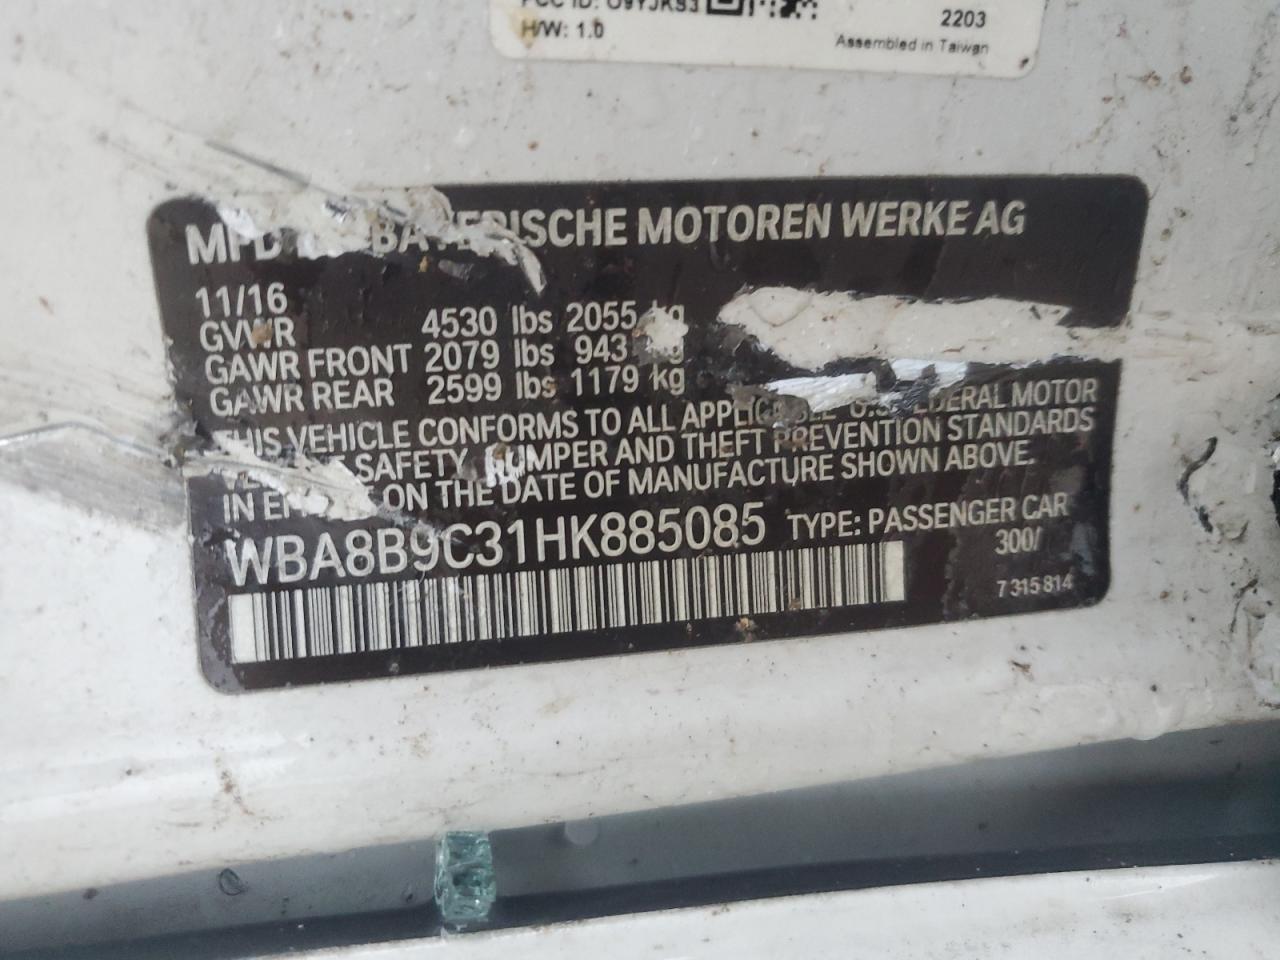 H/W: 1.0
2203
Assembled in Taiwan
BAYERISCHE MOTOREN WERKE AG
11/16
GVWR 4530 lbs 2055 kg
GAWR FRONT 2079 lbs 943 kg
GAWR REAR 2599 lbs 1179 kg
THIS VEHICLE CONFORMS TO ALL APPLICABLE U.S. FEDERAL MOTOR
SAFETY, BUMPER AND THEFT PREVENTION STANDARDS
IN ON THE DATE OF MANUFACTURE SHOWN ABOVE.
WBA8B9C31HK885085 TYPE: PASSENGER CAR
300/
7 315 814